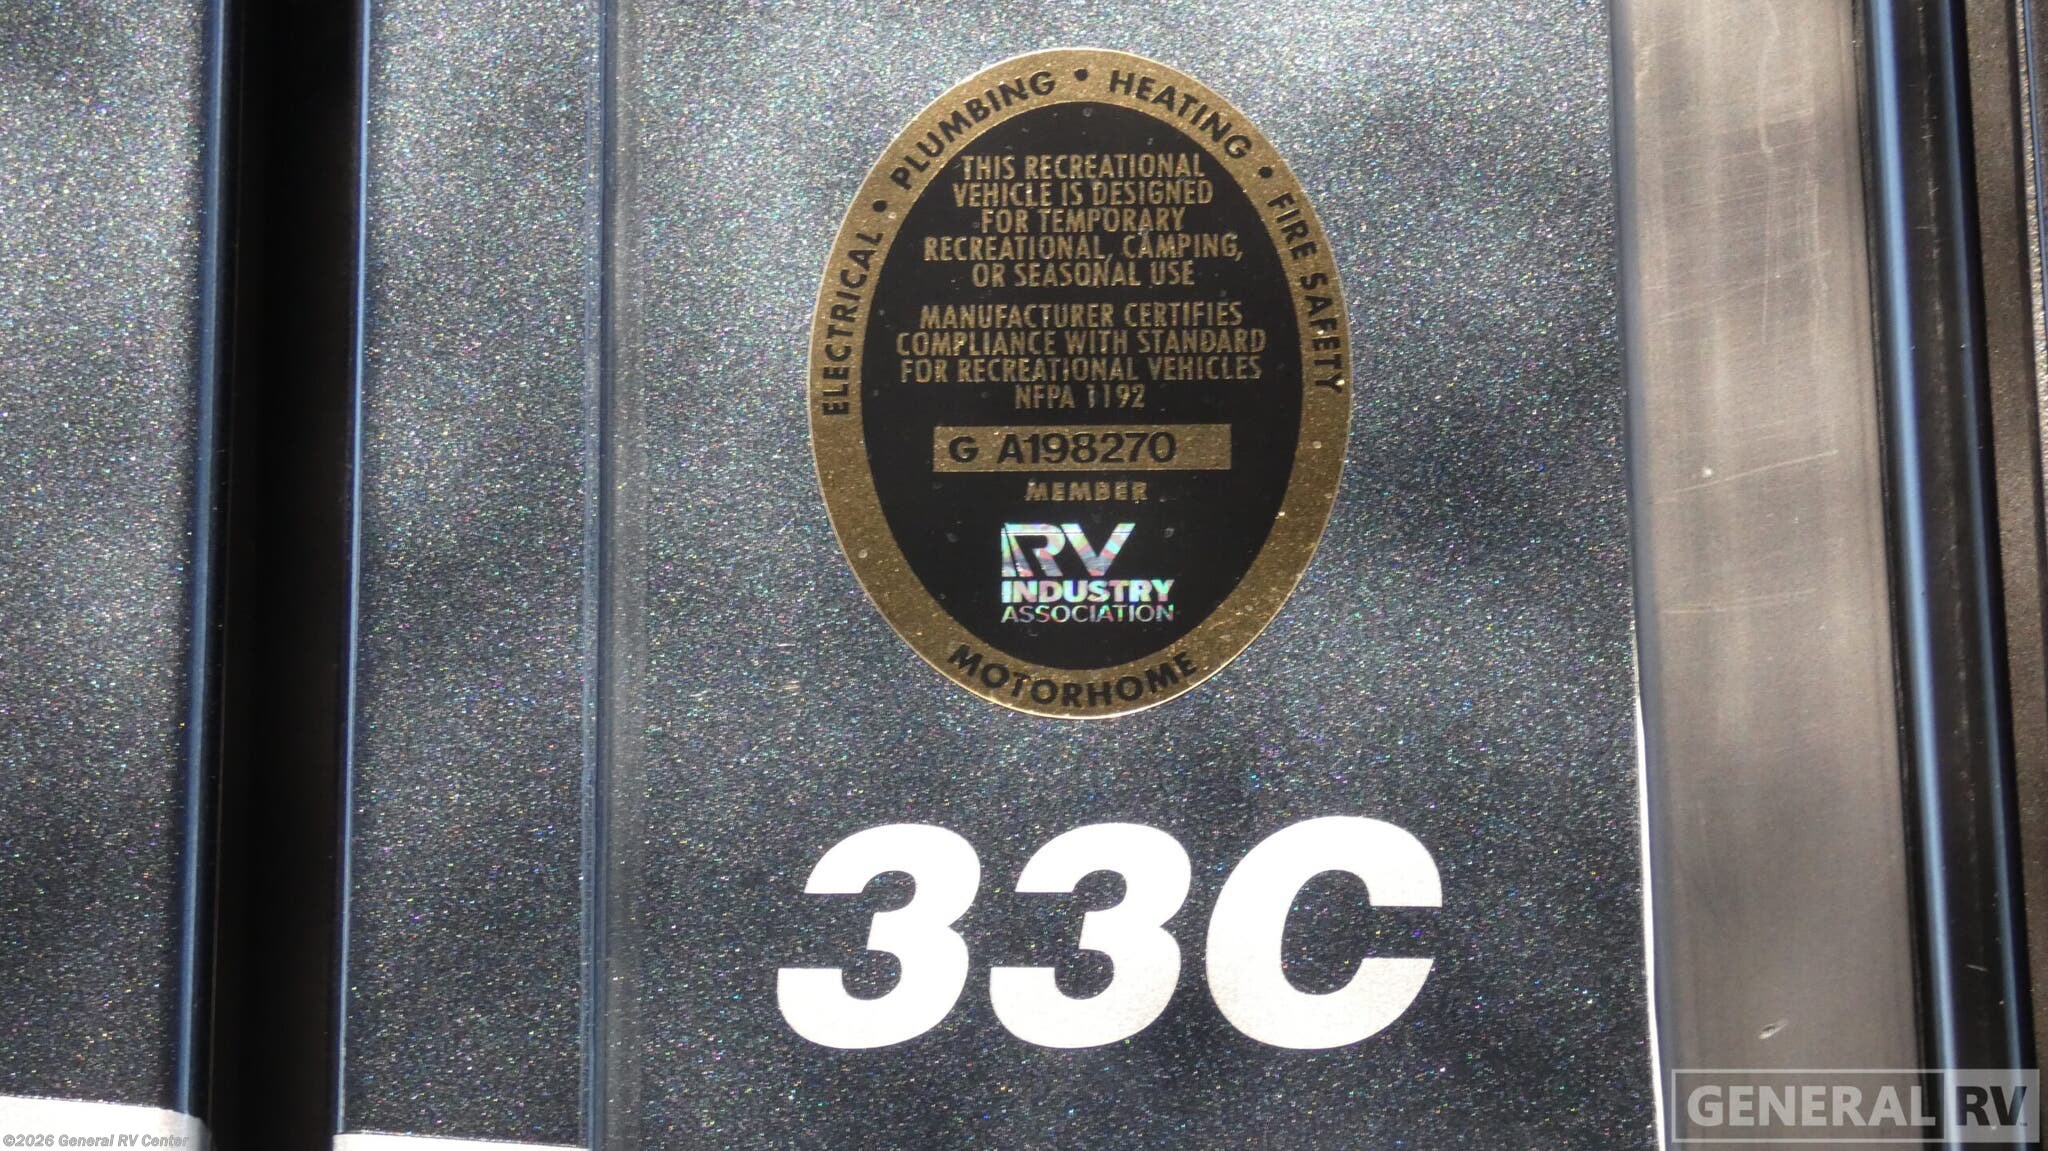 ELECTRICAL • PLUMBING • HEATING • FIRE SAFETY
THIS RECREATIONAL
VEHICLE IS DESIGNED
FOR TEMPORARY
RECREATIONAL, CAMPING,
OR SEASONAL USE
MANUFACTURER CERTIFIES
COMPLIANCE WITH STANDARD
FOR RECREATIONAL VEHICLES
NFPA 1192
G A198270
MEMBER
RV
INDUSTRY
ASSOCIATION
MOTORHOME
33C
GENERAL RV
©2026 General RV Center